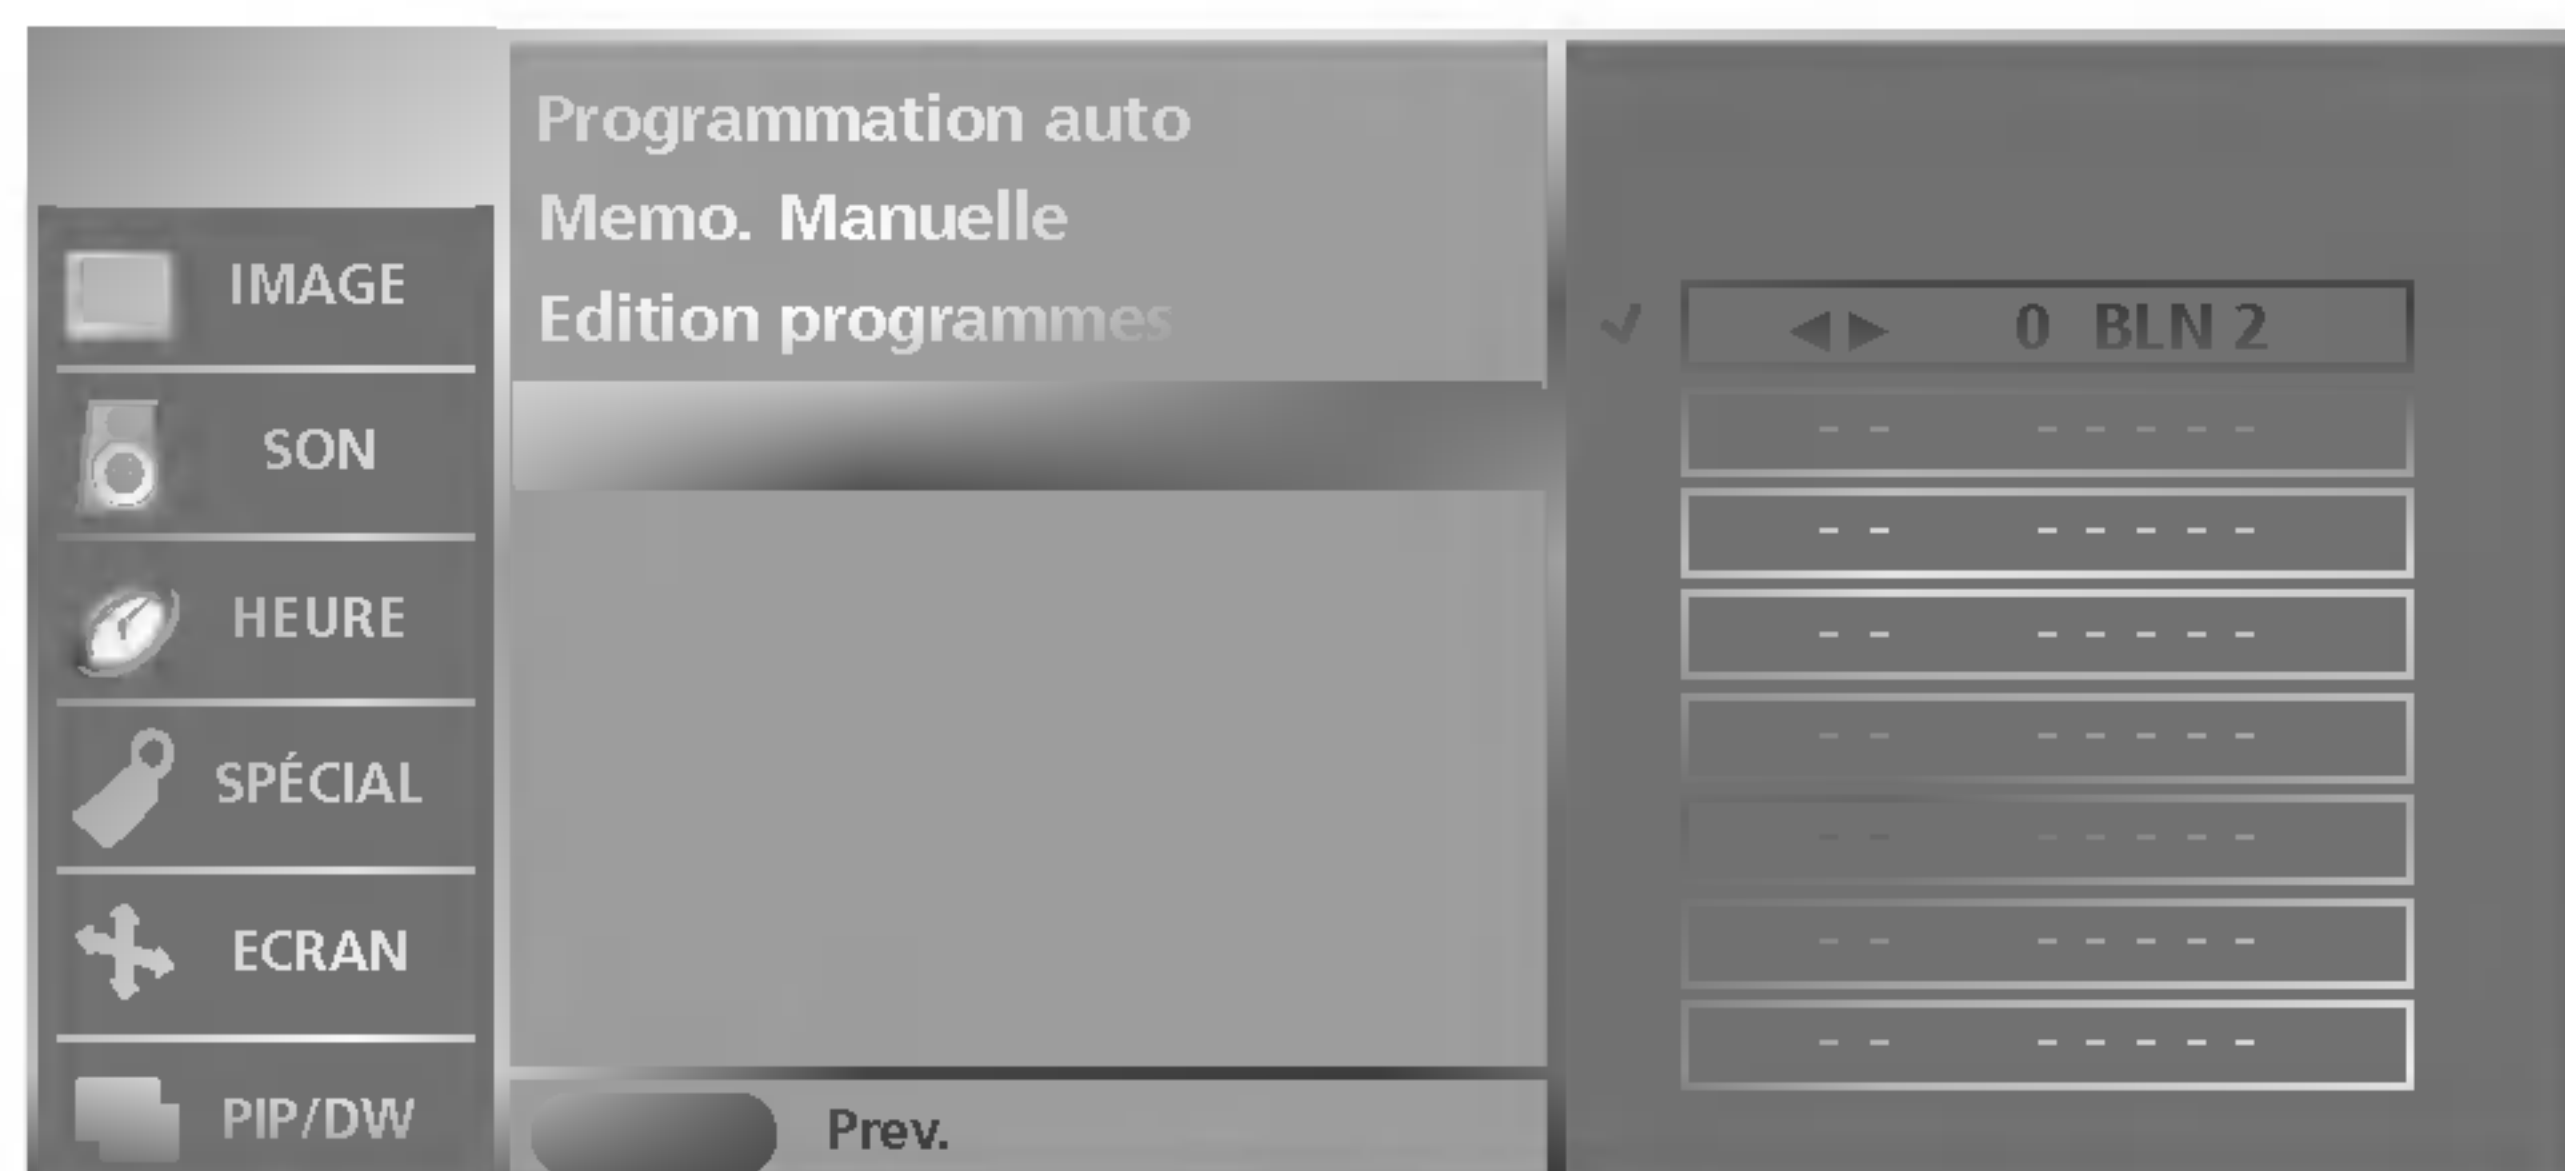 Programmation auto
Memo. Manuelle
Edition programmes
IMAGE
SON
HEURE
SPÉCIAL
ECRAN
PIP/DW
Prev.
0 BLN 2
- - - - - - -
- - - - - - -
- - - - - - -
- - - - - - -
- - - - - - -
- - - - - - -
- - - - - - -